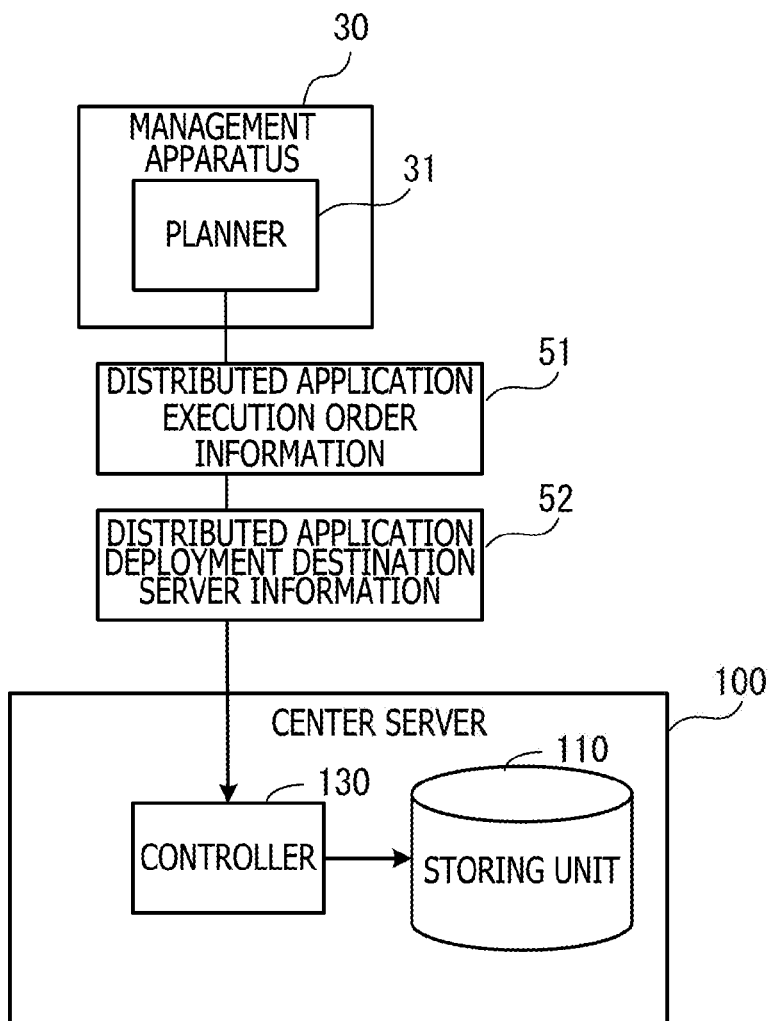 30
MANAGEMENT
APPARATUS
31
PLANNER
51
DISTRIBUTED APPLICATION
EXECUTION ORDER
INFORMATION
52
DISTRIBUTED APPLICATION
DEPLOYMENT DESTINATION
SERVER INFORMATION
100
CENTER SERVER
110
130
CONTROLLER
STORING UNIT